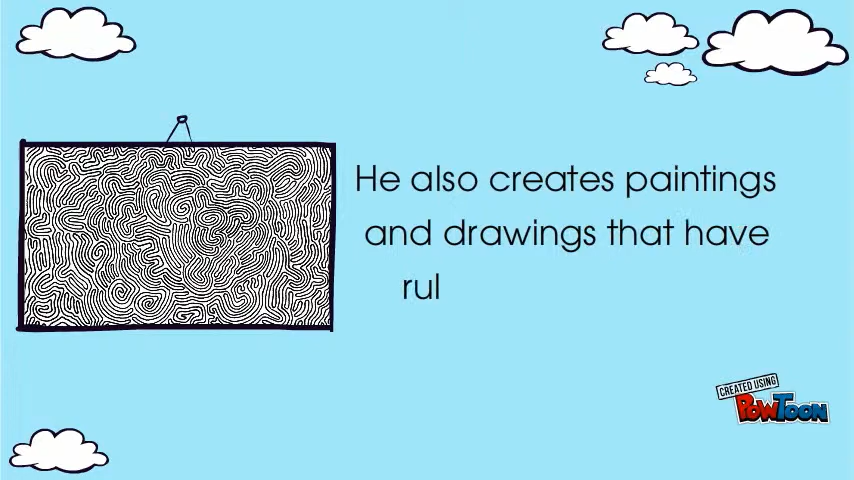 He also creates paintings
and drawings that have
rul
CREATED USING
POWTOON